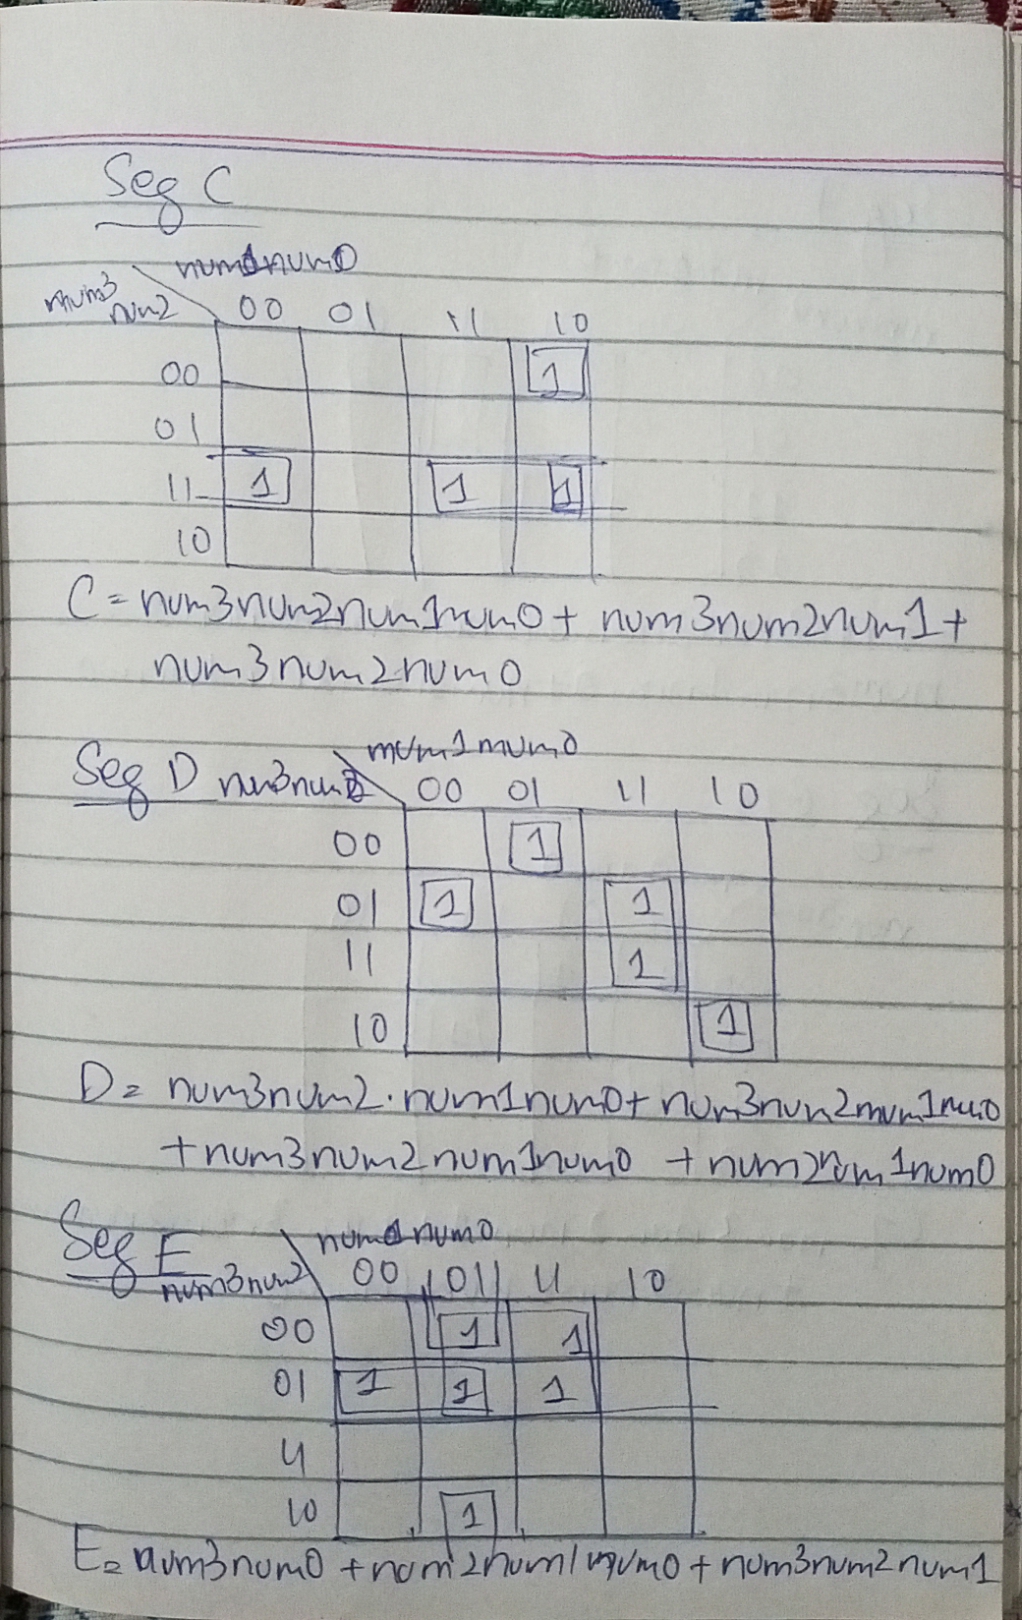 Seg C
num1num0
num3
num2
00 01 11 10
00 1
01
11 1 1 1
10
C = num3num2num1num0 + num3num2num1 +
num3num2num0
Seg D num3num2 num1num0
00 01 11 10
00 1
01 1 1
11 1
10 1
D = num3num2.num1num0 + num3num2num1num0
+ num3num2num1num0 + num2num1num0
Seg E num1num0
num3num2 00 01 11 10
00 1 1
01 1 1 1
11
10 1
E = num3num0 + num2num1num0 + num3num2num1